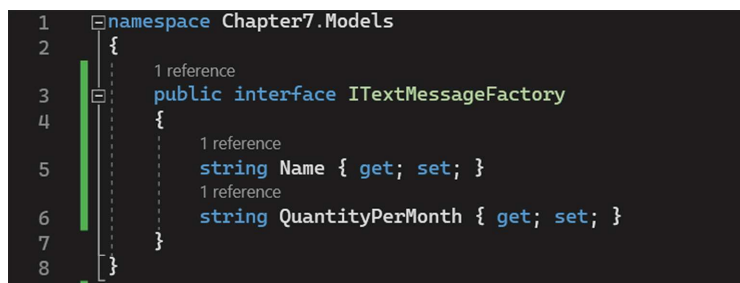 1 namespace Chapter7.Models
2 {
1 reference
3 public interface ITextMessageFactory
4 {
1 reference
5 string Name { get; set; }
1 reference
6 string QuantityPerMonth { get; set; }
7 }
8 }